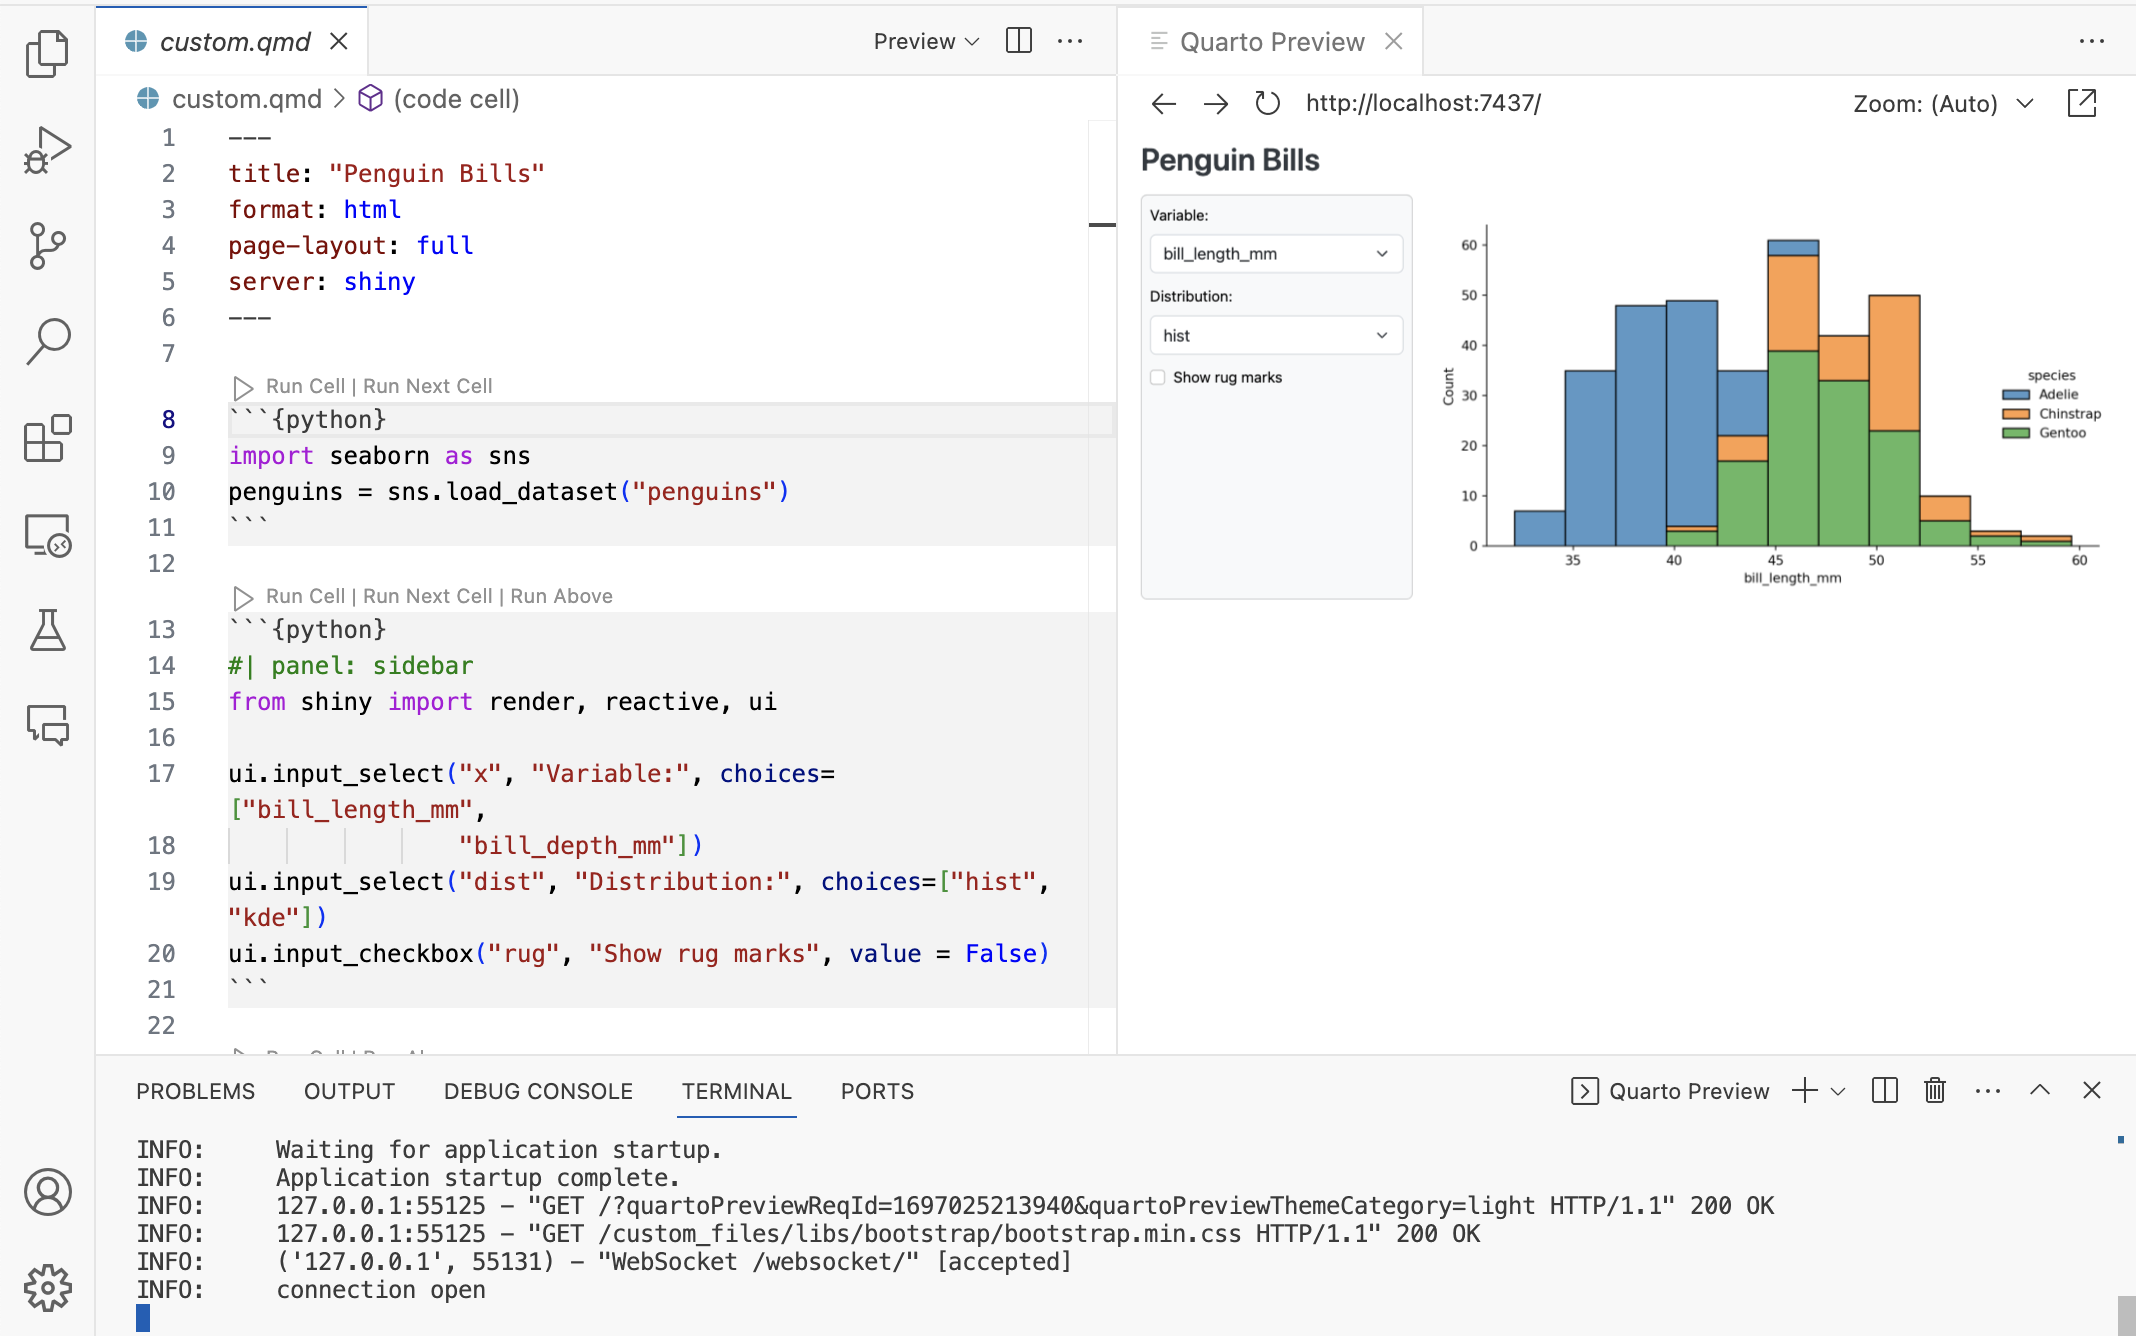 custom.qmd
Preview
custom.qmd > (code cell)
1 ---
2 title: "Penguin Bills"
3 format: html
4 page-layout: full
5 server: shiny
6 ---
7
Run Cell | Run Next Cell
8 ```{python}
9 import seaborn as sns
10 penguins = sns.load_dataset("penguins")
11 ```
12
Run Cell | Run Next Cell | Run Above
13 ```{python}
14 #| panel: sidebar
15 from shiny import render, reactive, ui
16
17 ui.input_select("x", "Variable:", choices=
["bill_length_mm",
18 "bill_depth_mm"])
19 ui.input_select("dist", "Distribution:", choices=["hist",
"kde"])
20 ui.input_checkbox("rug", "Show rug marks", value = False)
21 ```
22
Quarto Preview
http://localhost:7437/
Zoom: (Auto)
Penguin Bills
Variable:
bill_length_mm
Distribution:
hist
Show rug marks
60
50
40
30
20
10
0
Count
35 40 45 50 55 60
bill_length_mm
species
Adelie
Chinstrap
Gentoo
PROBLEMS OUTPUT DEBUG CONSOLE TERMINAL PORTS
Quarto Preview
INFO: Waiting for application startup.
INFO: Application startup complete.
INFO: 127.0.0.1:55125 - "GET /?quartoPreviewReqId=1697025213940&quartoPreviewThemeCategory=light HTTP/1.1" 200 OK
INFO: 127.0.0.1:55125 - "GET /custom_files/libs/bootstrap/bootstrap.min.css HTTP/1.1" 200 OK
INFO: ('127.0.0.1', 55131) - "WebSocket /websocket/" [accepted]
INFO: connection open